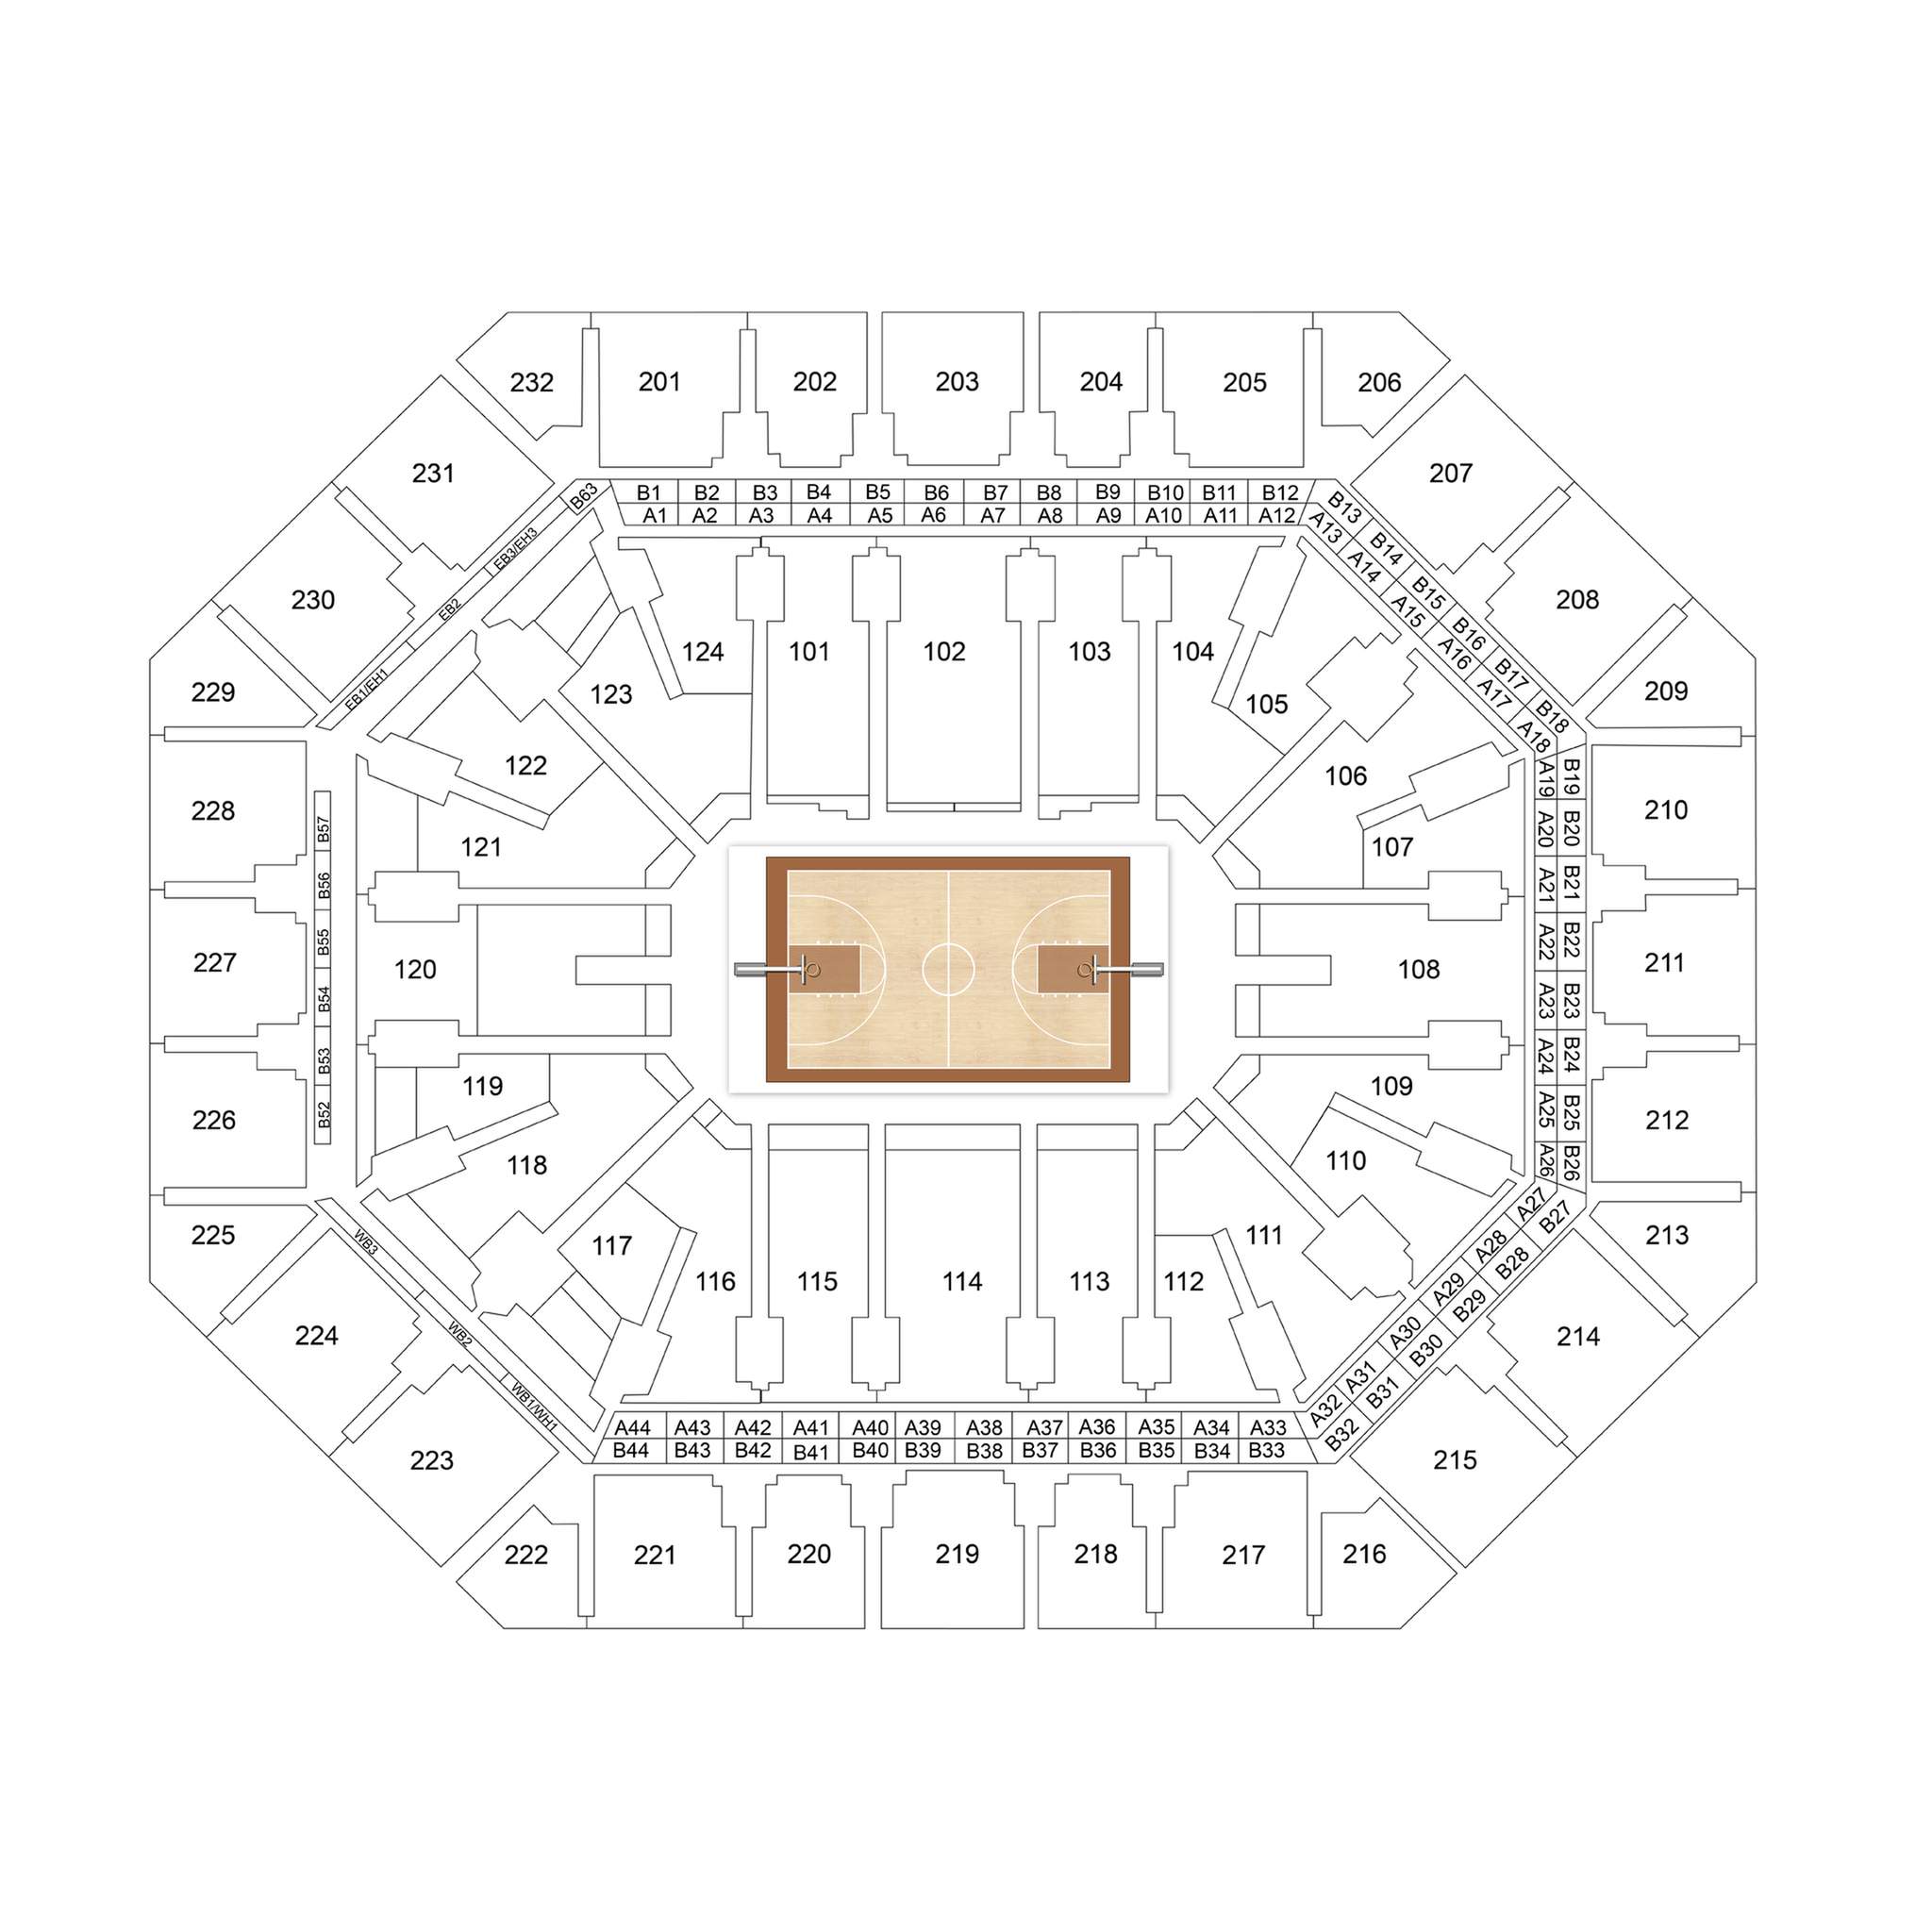 232 201 202 203 204 205 206
231 207
B63 B1 B2 B3 B4 B5 B6 B7 B8 B9 B10 B11 B12 B13
A1 A2 A3 A4 A5 A6 A7 A8 A9 A10 A11 A12 A13
EB3/EH3 B14
A14
230 EB2 B15 208
A15
B16
124 101 102 103 104 A16
229 EB1/EH1 123 105 B17 209
A17
B18
A18
122 106 A19 B19
228 B57 A20 B20 210
121 107
B56 A21 B21
227 B55 120 108 A22 B22 211
B54 A23 B23
B53 A24 B24
119 109
226 B52 A25 B25 212
118 110 A26 B26
A27
225 WB3 117 111 B27 213
A28
116 115 114 113 112 B28
A29
B29
224 WB2 A30 214
B30
A31
WB1/WH1 B31
A32
A44 A43 A42 A41 A40 A39 A38 A37 A36 A35 A34 A33
B44 B43 B42 B41 B40 B39 B38 B37 B36 B35 B34 B33 B32
223 215
222 221 220 219 218 217 216